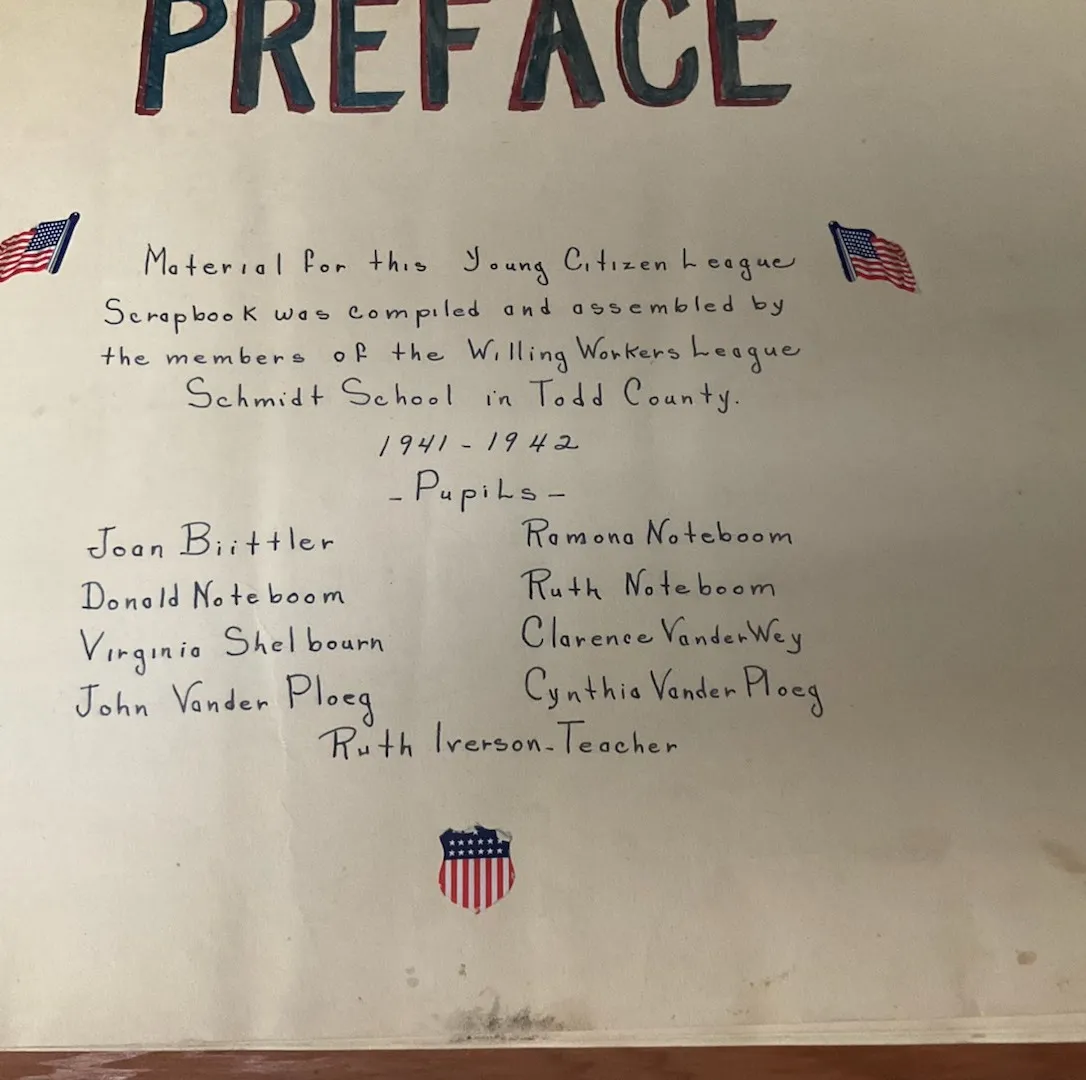 PREFACE
Material for this Young Citizen League
Scrapbook was compiled and assembled by
the members of the Willing Workers League
Schmidt School in Todd County.
1941-1942
- Pupils -
Joan Biittler Ramona Noteboom
Donald Noteboom Ruth Noteboom
Virginia Shelbourn Clarence VanderWey
John Vander Ploeg Cynthia Vander Ploeg
Ruth Iverson-Teacher